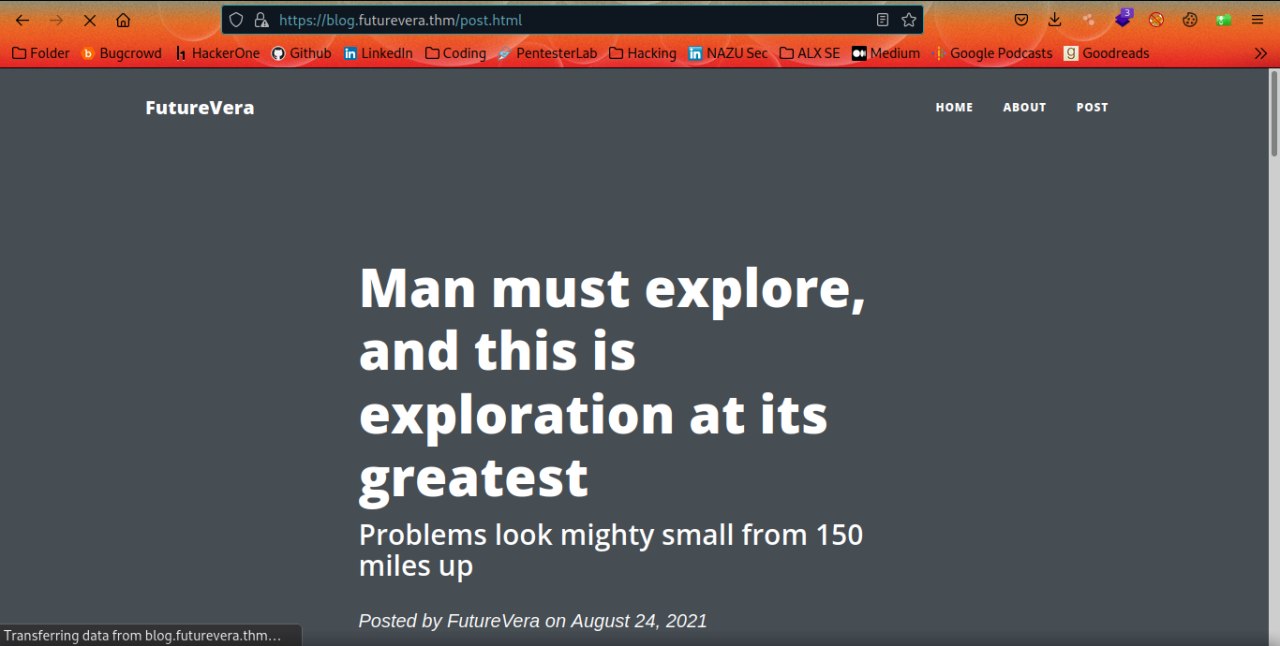 https://blog.futurevera.thm/post.html
3
Folder Bugcrowd HackerOne Github LinkedIn Coding PentesterLab Hacking NAZU Sec ALX SE Medium Google Podcasts Goodreads
FutureVera HOME ABOUT POST
Man must explore,
and this is
exploration at its
greatest
Problems look mighty small from 150
miles up
Posted by FutureVera on August 24, 2021
Transferring data from blog.futurevera.thm…